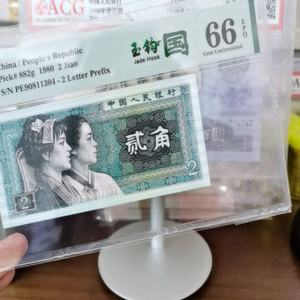 ACG
China / People's Republic
Pick# 882g 1980 2 Jiao
S/N PE90811304 - 2 Letter Prefix
玉钩国
Jade Hook
66 EPQ
Gem Uncirculated
中国人民银行
贰角
2
2